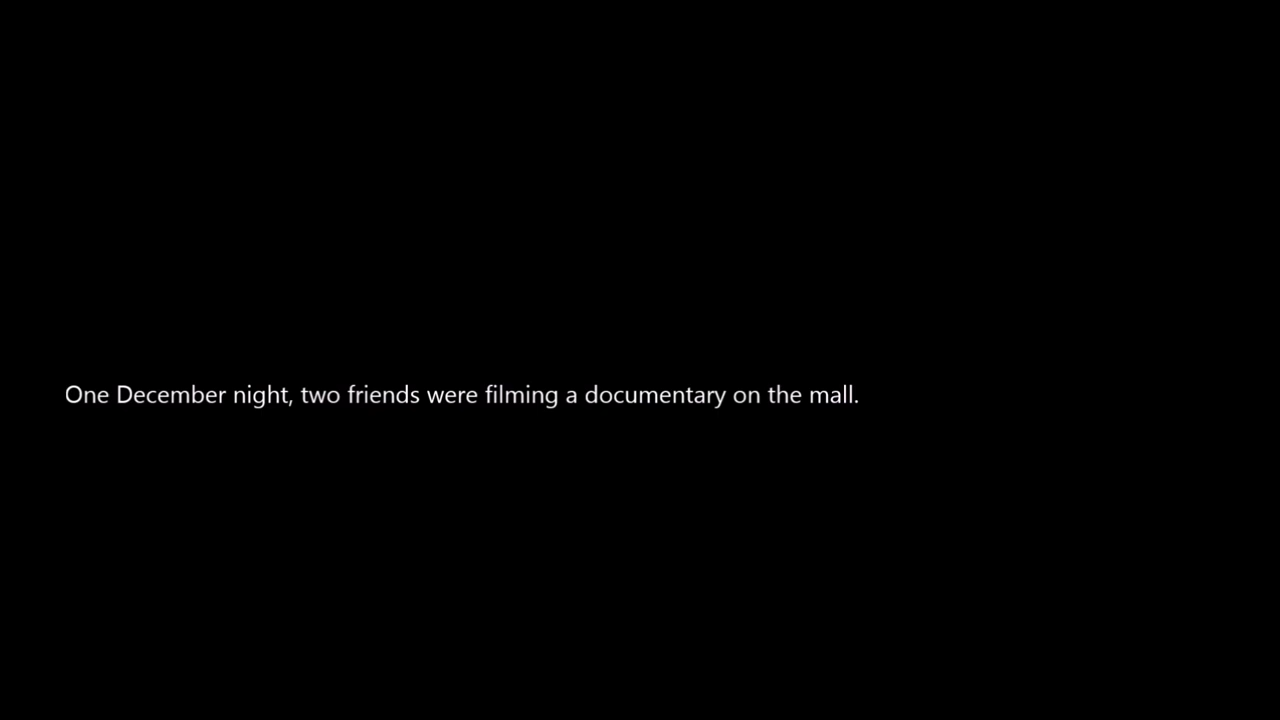 One December night, two friends were filming a documentary on the mall.